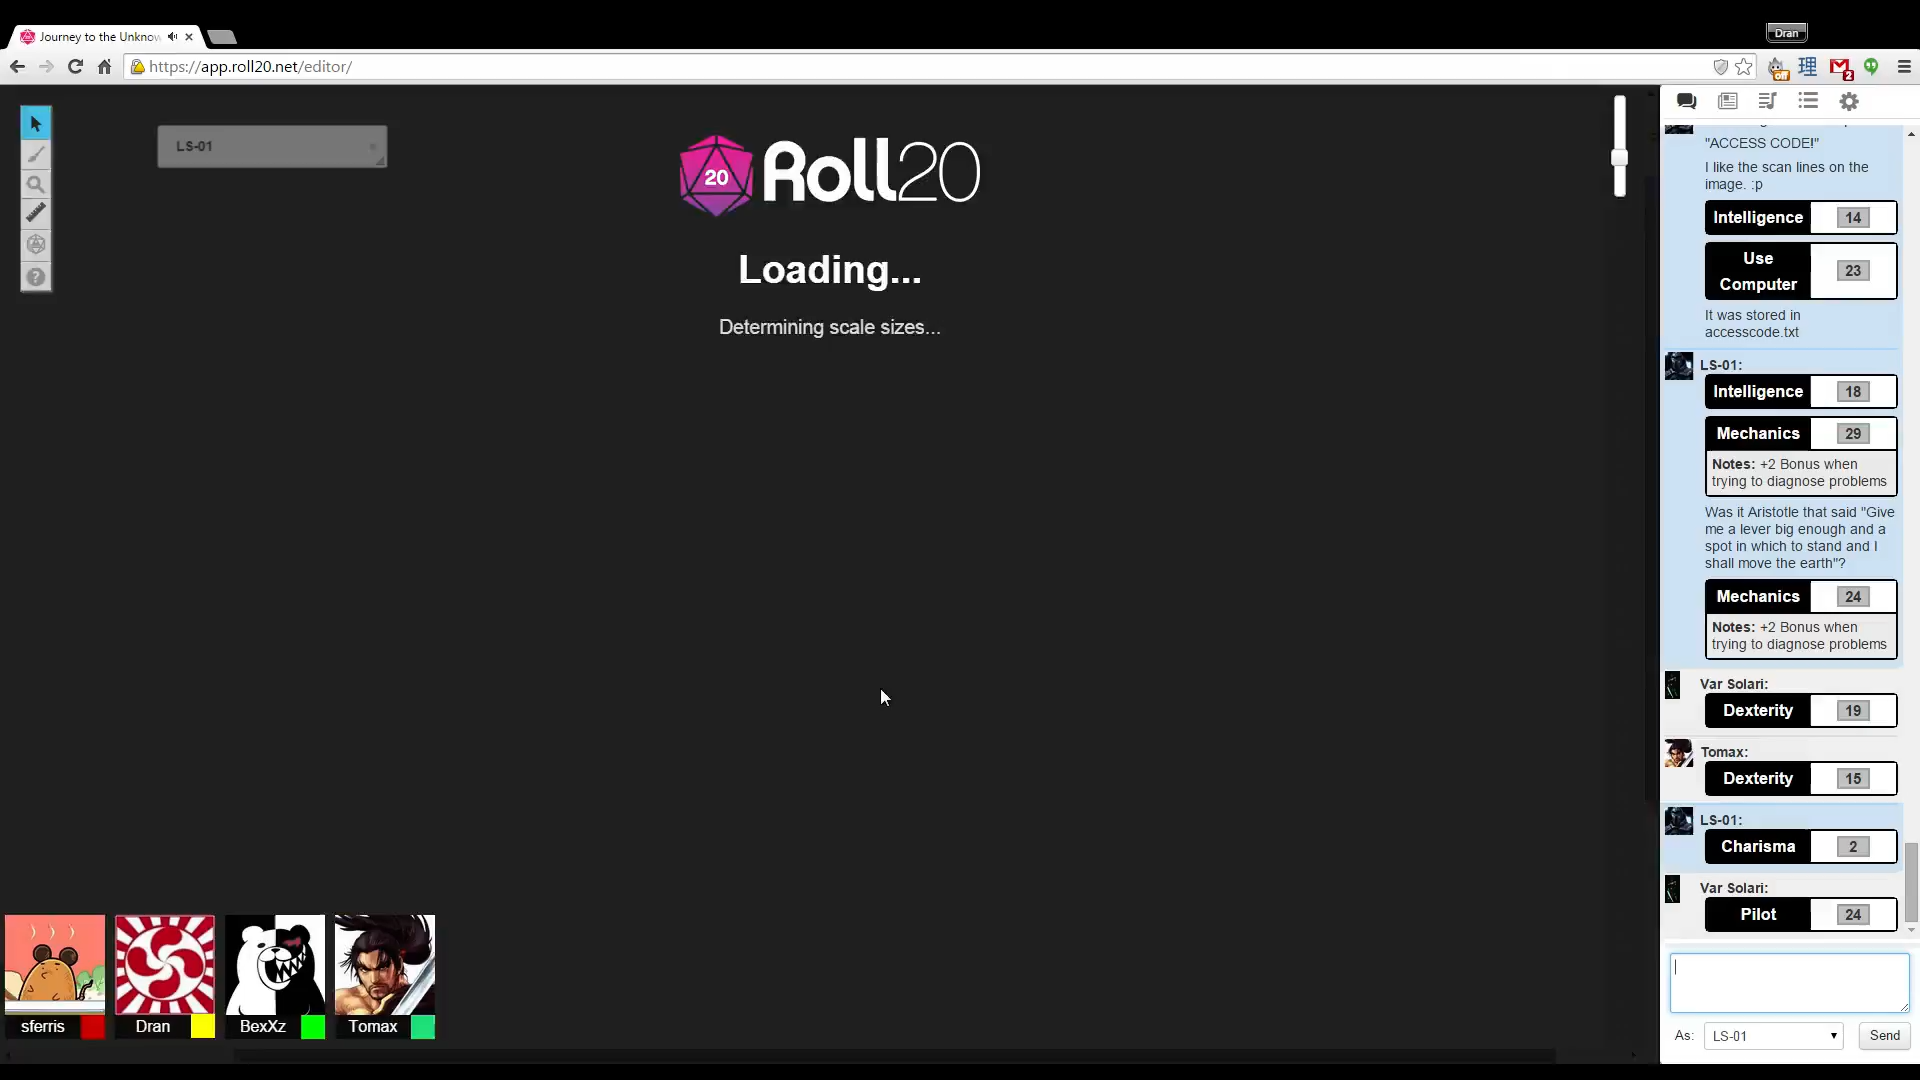 Journey to the Unknow
Dran
https://app.roll20.net/editor/
off
理
2
LS-01
20
Roll20
Loading...
Determining scale sizes...
"ACCESS CODE!"
I like the scan lines on the
image. :p
Intelligence 14
Use
Computer
23
It was stored in
accesscode.txt
LS-01:
Intelligence 18
Mechanics 29
Notes: +2 Bonus when
trying to diagnose problems
Was it Aristotle that said "Give
me a lever big enough and a
spot in which to stand and I
shall move the earth"?
Mechanics 24
Notes: +2 Bonus when
trying to diagnose problems
Var Solari:
Dexterity 19
Tomax:
Dexterity 15
LS-01:
Charisma 2
Var Solari:
Pilot 24
sferris
Dran
BexXz
Tomax
As: LS-01
Send